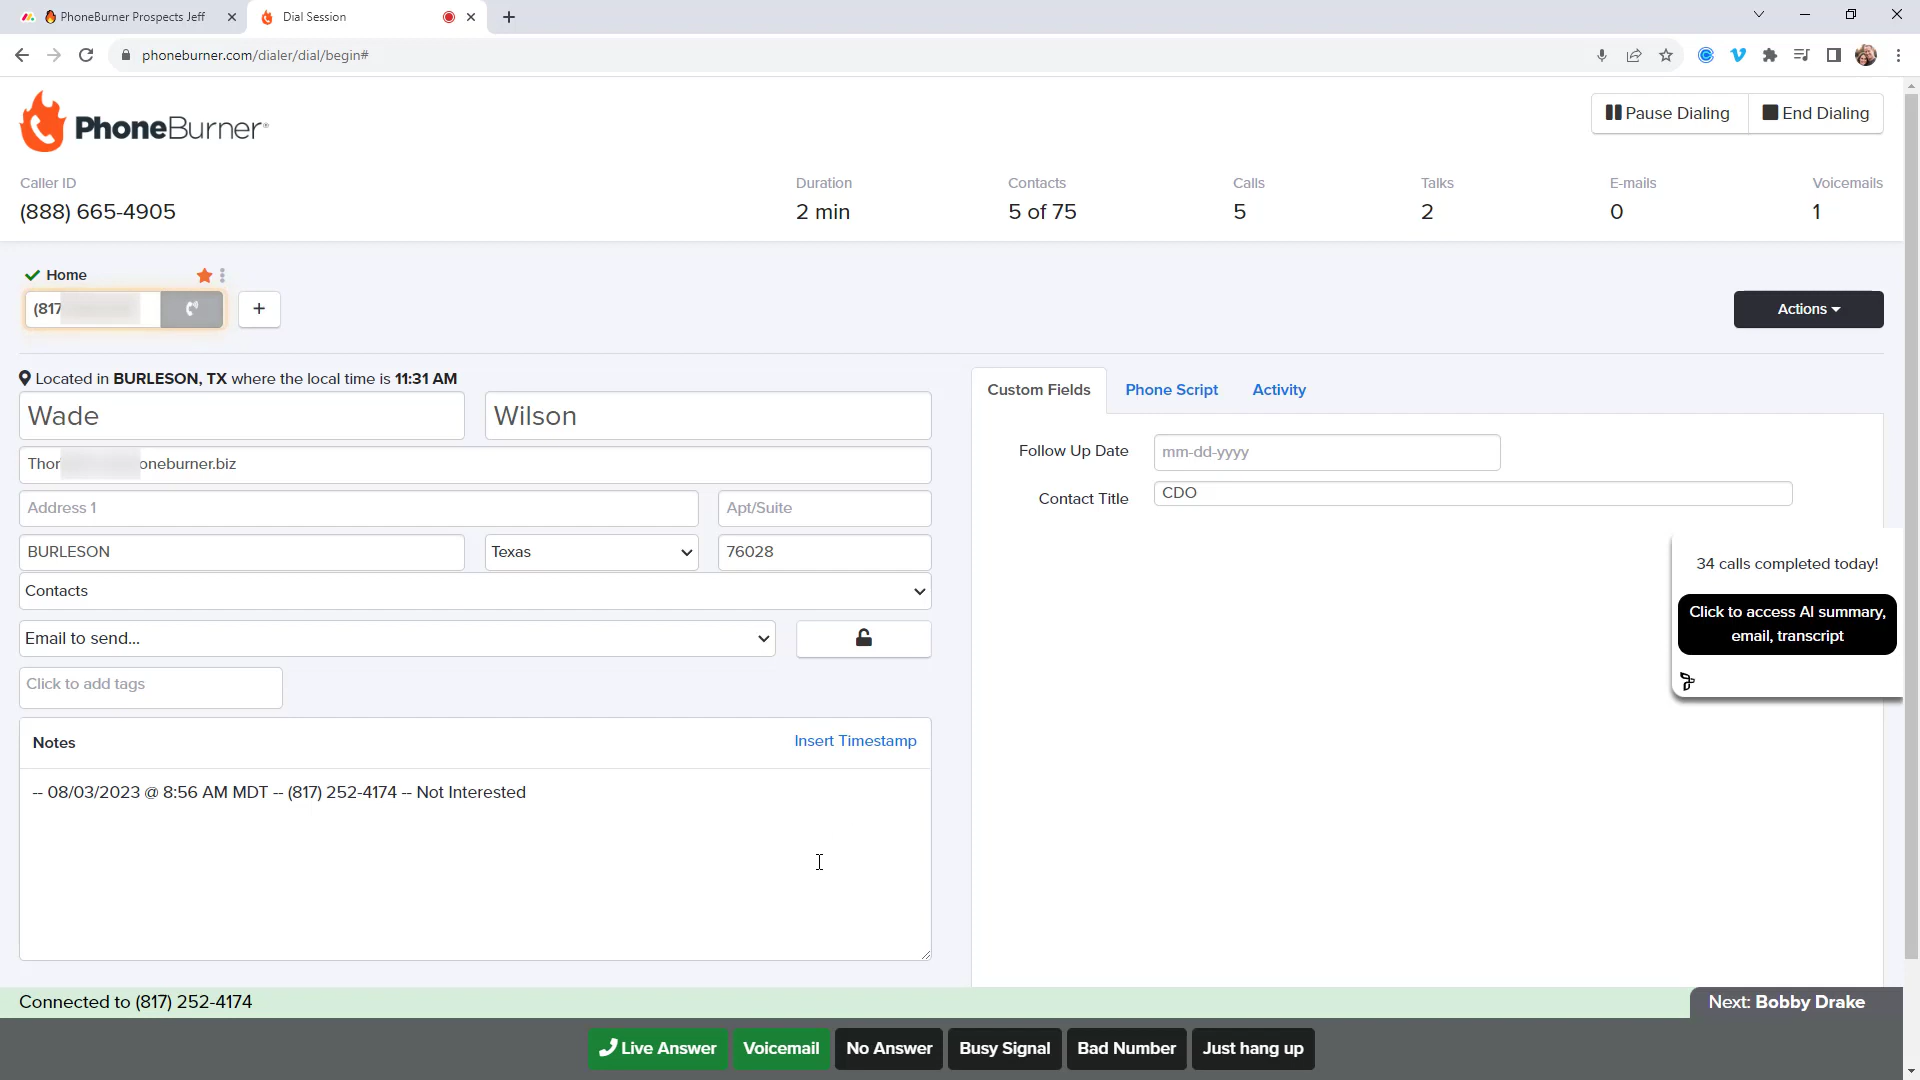 PhoneBurner Prospects Jeff
Dial Session
phoneburner.com/dialer/dial/begin#
PhoneBurner®
Pause Dialing
End Dialing
Caller ID
(888) 665-4905
Duration
2 min
Contacts
5 of 75
Calls
5
Talks
2
E-mails
0
Voicemails
1
Home
(817
+
Actions
Located in BURLESON, TX where the local time is 11:31 AM
Wade
Wilson
Thor
oneburner.biz
Address 1
Apt/Suite
BURLESON
Texas
76028
Contacts
Email to send...
Click to add tags
Notes
Insert Timestamp
-- 08/03/2023 @ 8:56 AM MDT -- (817) 252-4174 -- Not Interested
Custom Fields
Phone Script
Activity
Follow Up Date
mm-dd-yyyy
Contact Title
CDO
34 calls completed today!
Click to access AI summary,
email, transcript
Connected to (817) 252-4174
Next: Bobby Drake
Live Answer
Voicemail
No Answer
Busy Signal
Bad Number
Just hang up